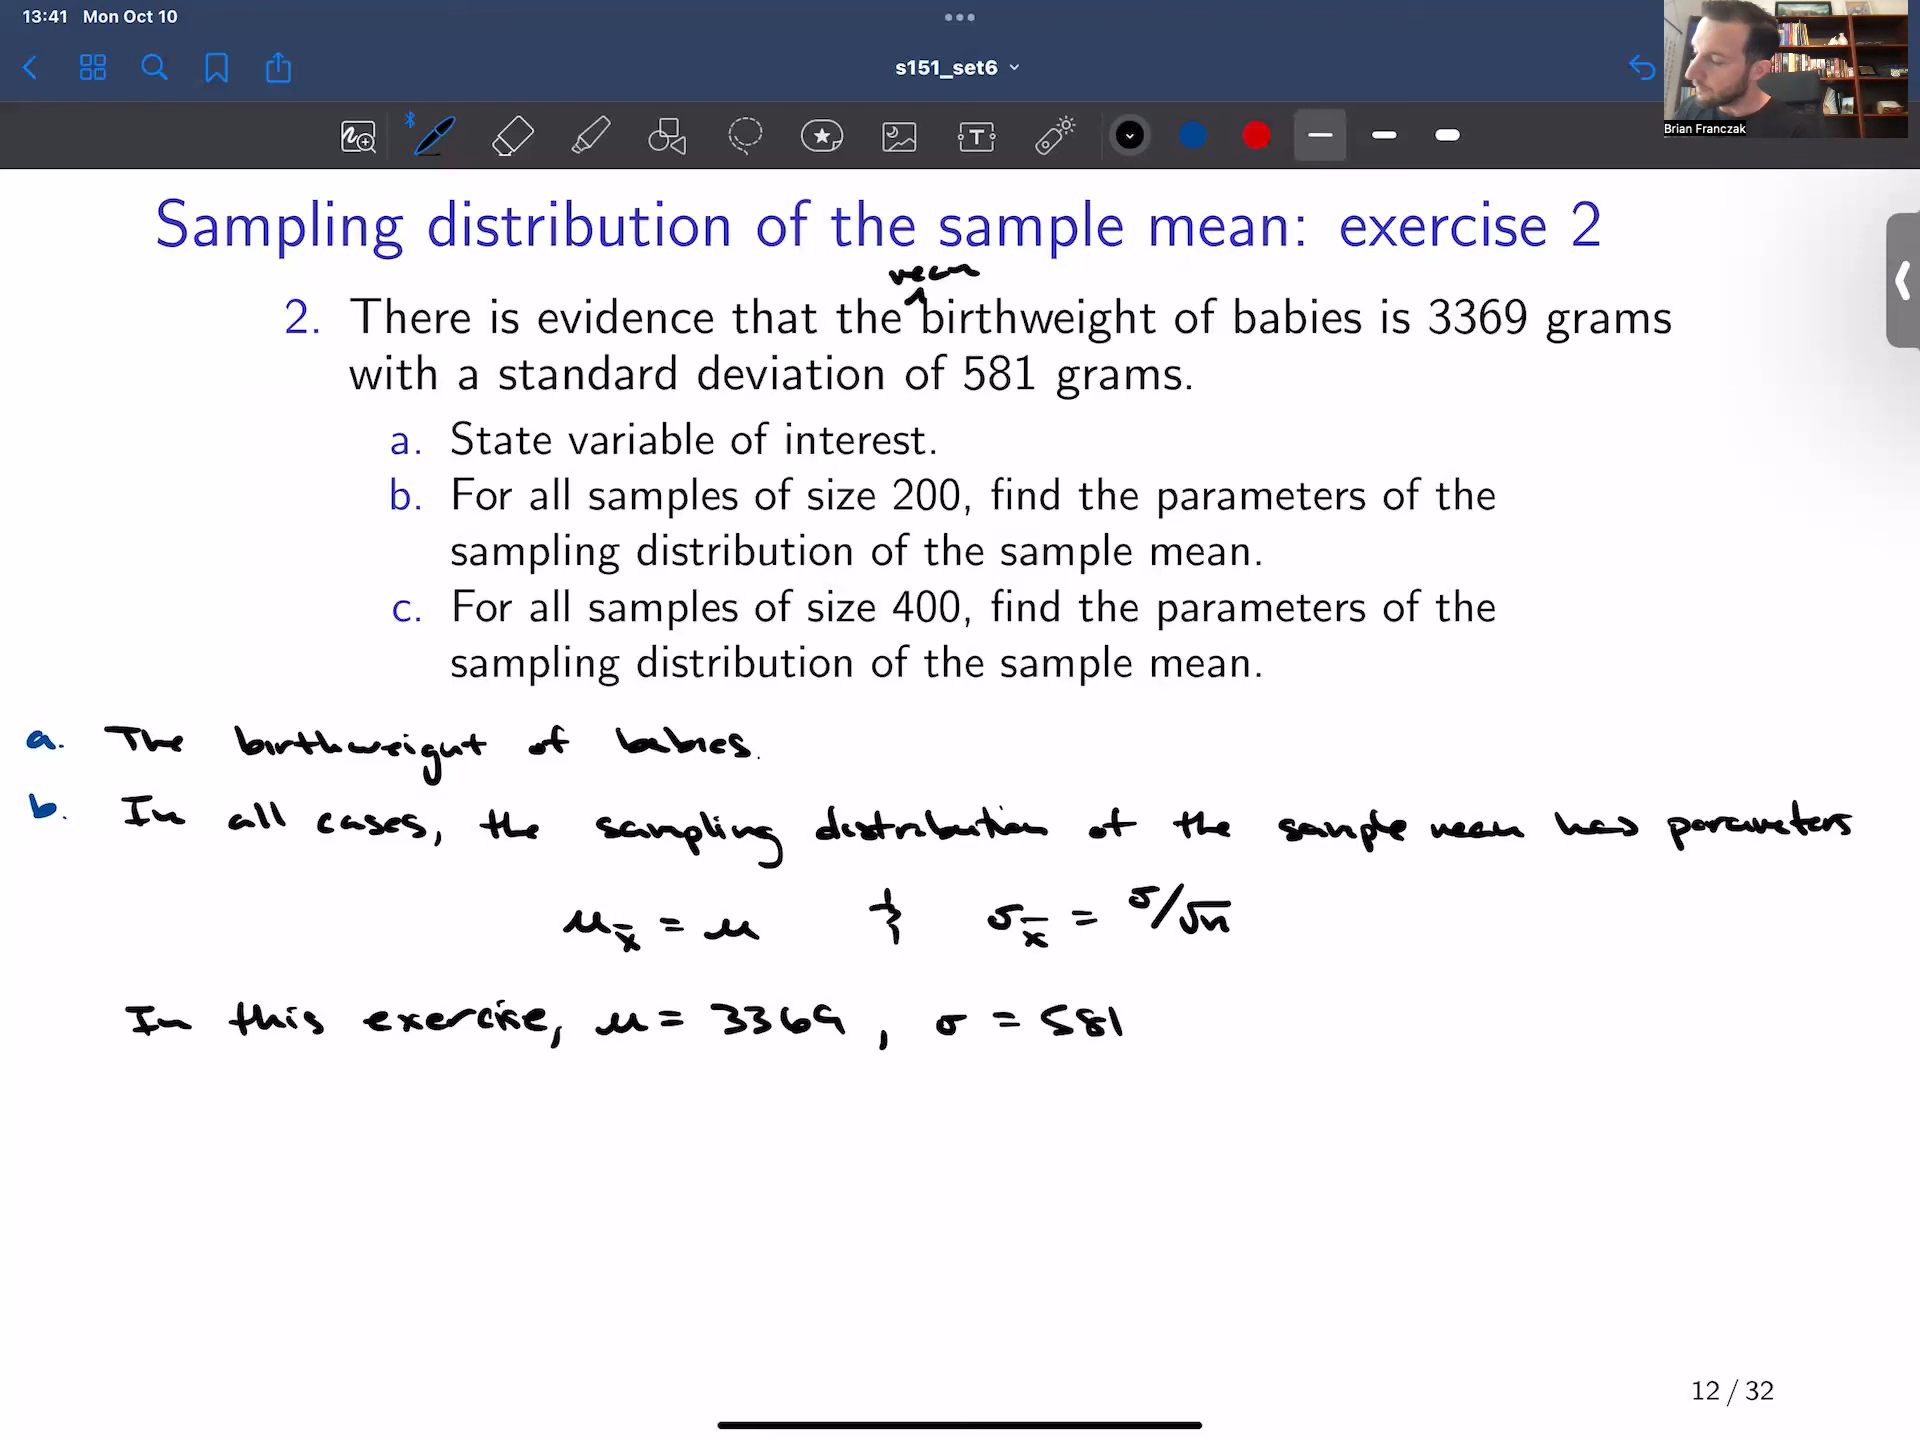 13:41 Mon Oct 10
s151_set6
Brian Franczak
Sampling distribution of the sample mean: exercise 2
mean
2. There is evidence that the ^ birthweight of babies is 3369 grams
with a standard deviation of 581 grams.
a. State variable of interest.
b. For all samples of size 200, find the parameters of the
sampling distribution of the sample mean.
c. For all samples of size 400, find the parameters of the
sampling distribution of the sample mean.
a. The birthweight of babies.
b. In all cases, the sampling distribution of the sample mean has parameters
μ_x̄ = μ & σ_x̄ = σ/√n
In this exercise, μ = 3369, σ = 581
12 / 32